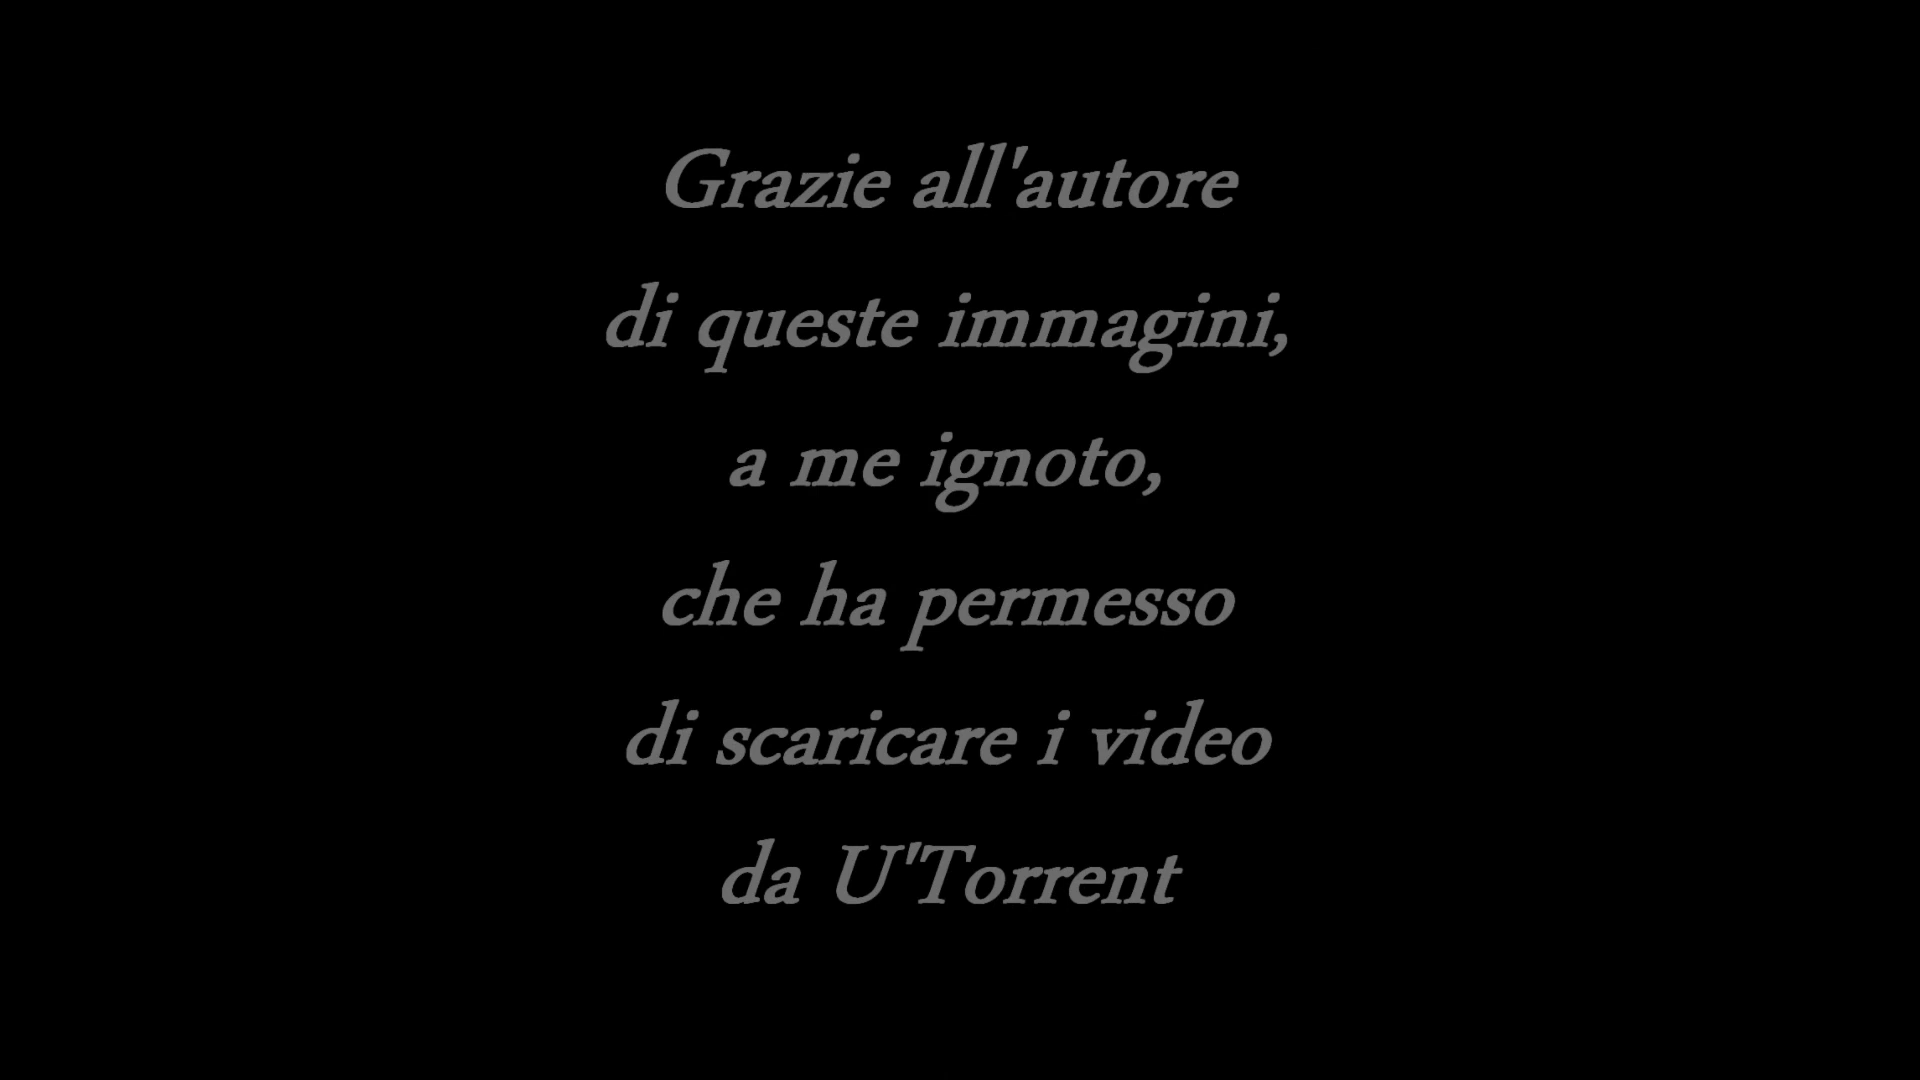 Grazie all'autore
di queste immagini,
a me ignoto,
che ha permesso
di scaricare i video
da U'Torrent